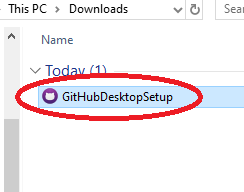 This PC > Downloads
Name
Today (1)
GitHubDesktopSetup